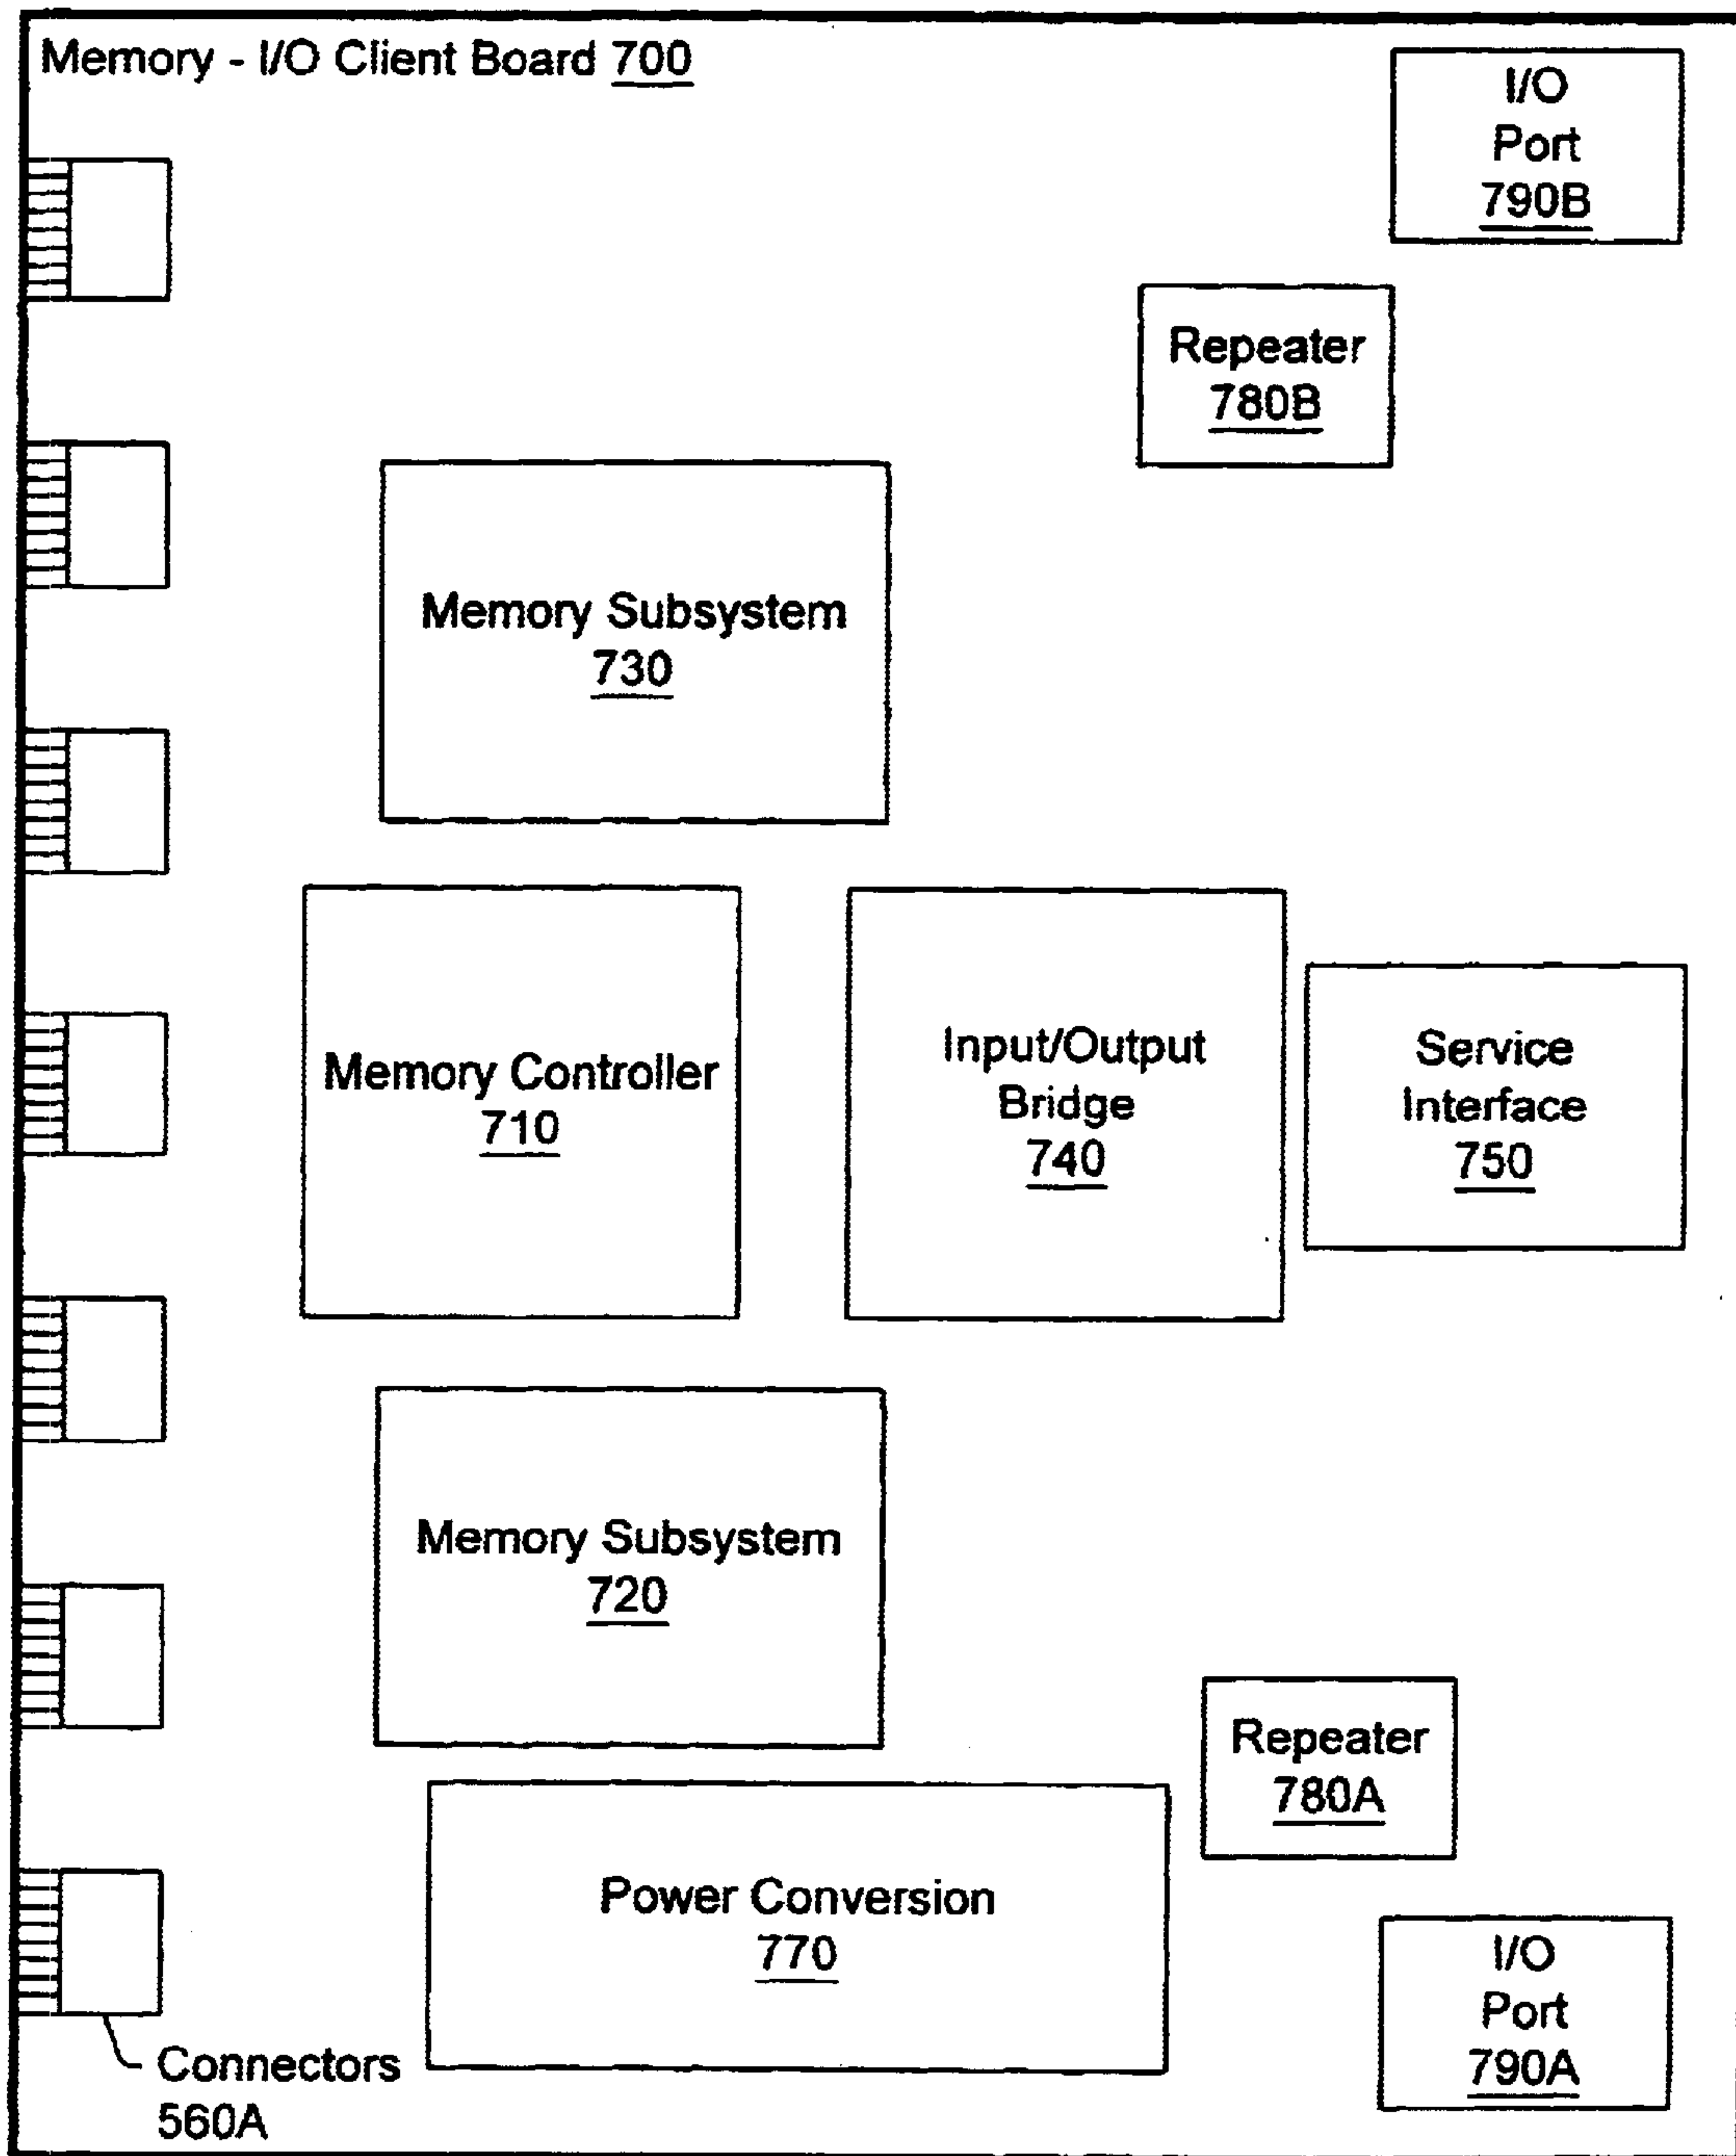 Memory - I/O Client Board 700
I/O
Port
790B
Repeater
780B
Memory Subsystem
730
Memory Controller
710
Input/Output
Bridge
740
Service
Interface
750
Memory Subsystem
720
Repeater
780A
Power Conversion
770
I/O
Port
790A
Connectors
560A